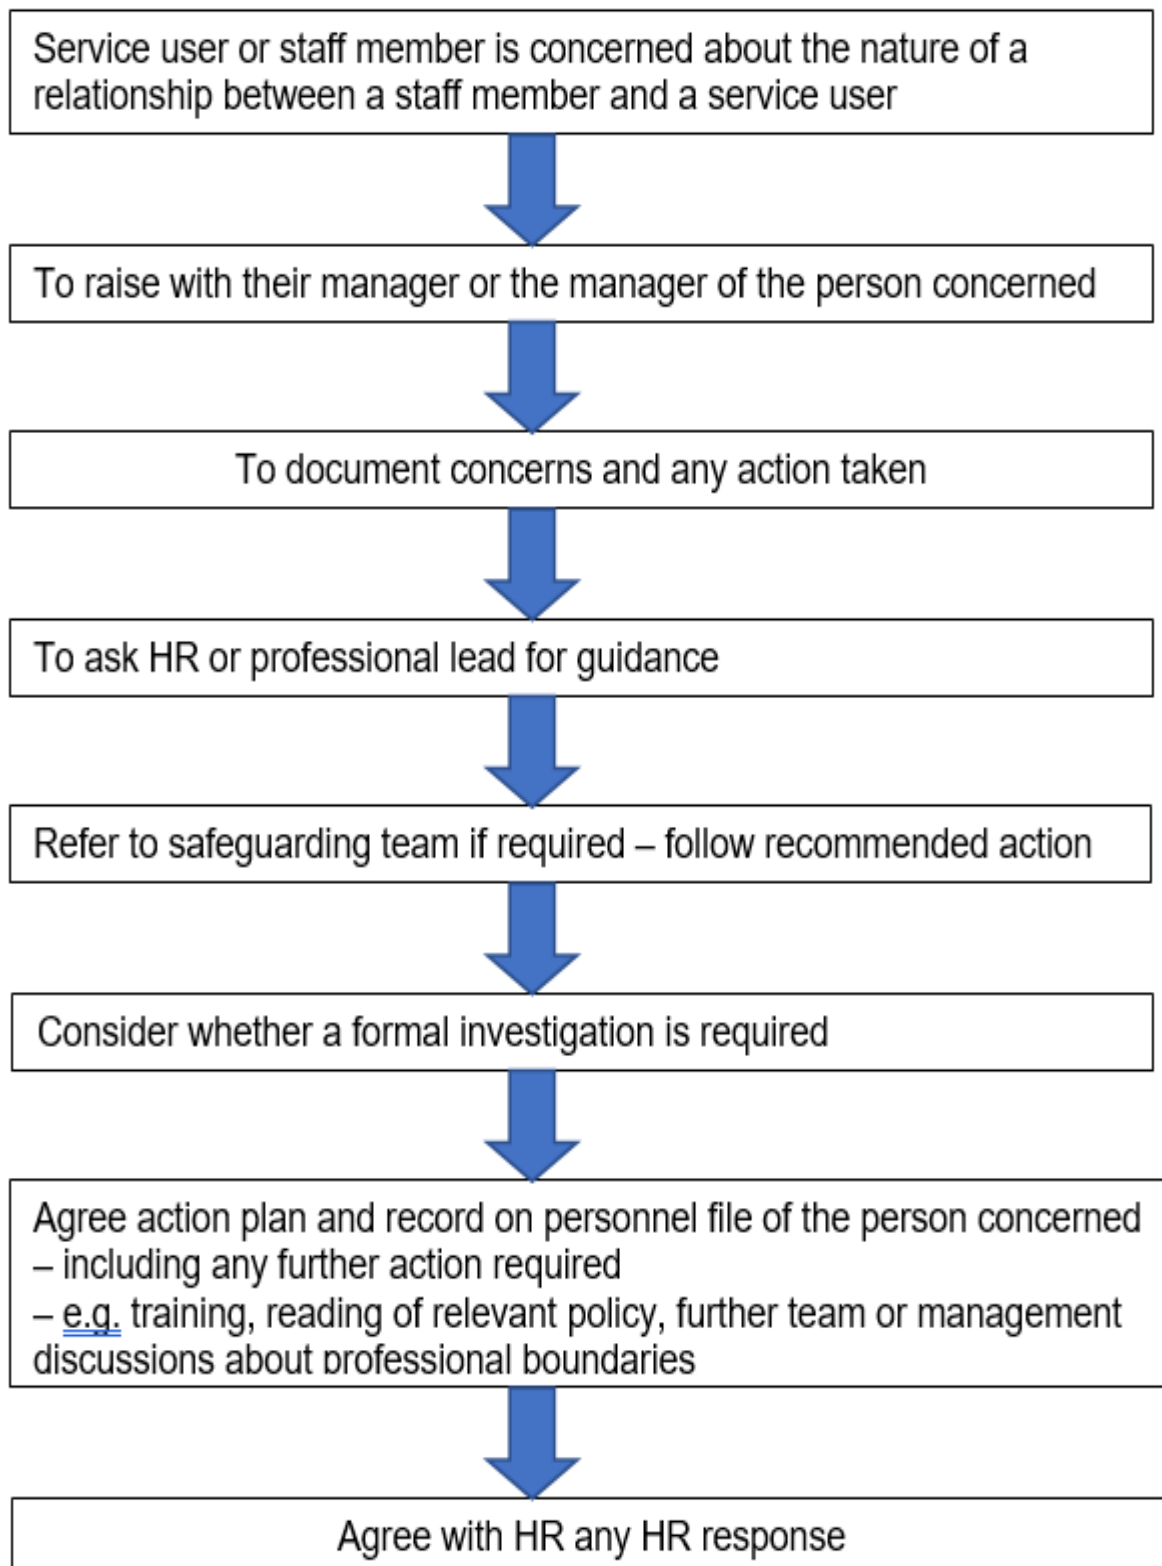 Service user or staff member is concerned about the nature of a
relationship between a staff member and a service user
To raise with their manager or the manager of the person concerned
To document concerns and any action taken
To ask HR or professional lead for guidance
Refer to safeguarding team if required – follow recommended action
Consider whether a formal investigation is required
Agree action plan and record on personnel file of the person concerned
– including any further action required
– e.g. training, reading of relevant policy, further team or management
discussions about professional boundaries
Agree with HR any HR response